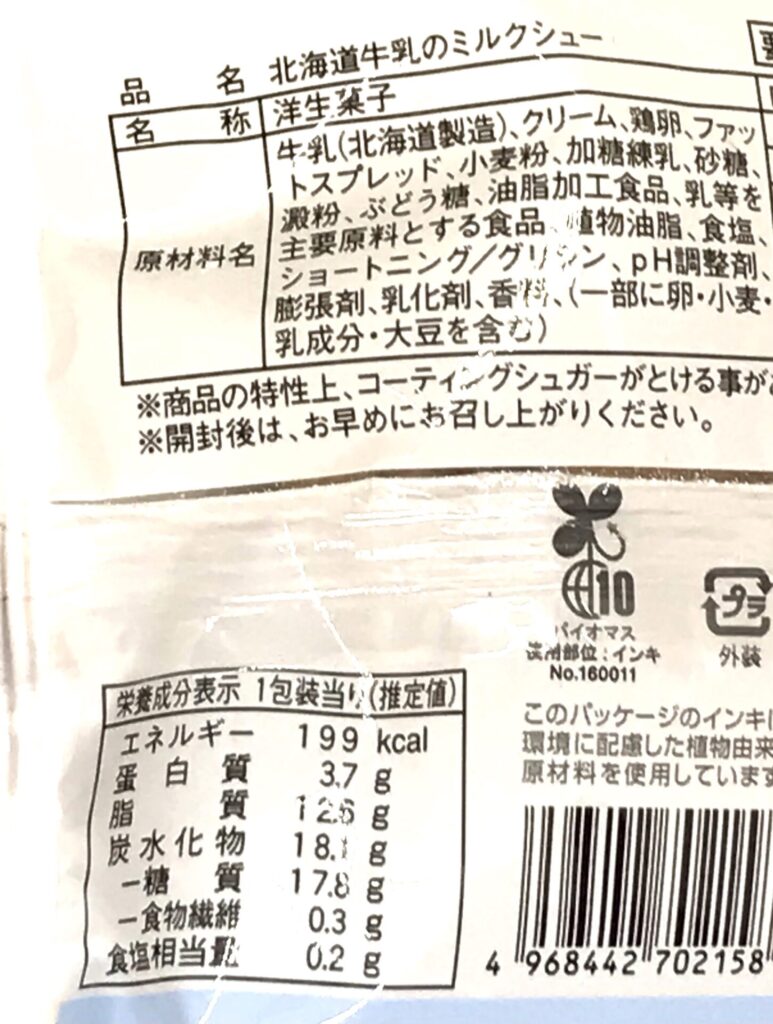 品名 北海道牛乳のミルクシュー
名称 洋生菓子
原材料名
牛乳(北海道製造)、クリーム、鶏卵、ファッ
トスプレッド、小麦粉、加糖練乳、砂糖、
澱粉、ぶどう糖、油脂加工食品、乳等を
主要原料とする食品、植物油脂、食塩、
ショートニング/グリシン、pH調整剤、
膨張剤、乳化剤、香料、(一部に卵・小麦・
乳成分・大豆を含む)
※商品の特性上、コーティングシュガーがとける事が
※開封後は、お早めにお召し上がりください。
10
バイオマス
使用部位:インキ
No.160011
プラ
外装
このパッケージのインキ
環境に配慮した植物由来
原材料を使用しています
栄養成分表示 1包装当り(推定値)
エネルギー 199 kcal
蛋白質 3.7 g
脂質 12.6 g
炭水化物 18.1 g
ー糖質 17.8 g
ー食物繊維 0.3 g
食塩相当量 0.2 g
4 968442 702158